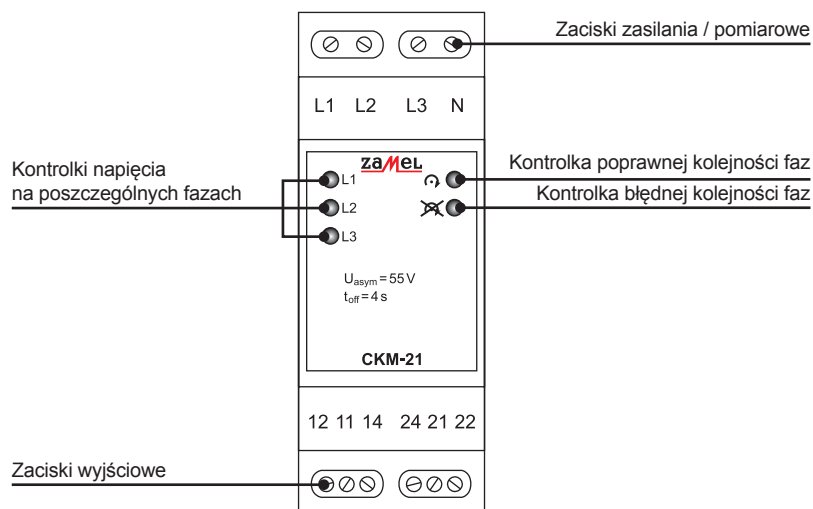 Zaciski zasilania / pomiarowe
L1 L2 L3 N
zaMeL
Kontrolki napięcia
na poszczególnych fazach
Kontrolka poprawnej kolejności faz
Kontrolka błędnej kolejności faz
L1
L2
L3
Uasym = 55 V
toff = 4 s
CKM-21
12 11 14 24 21 22
Zaciski wyjściowe